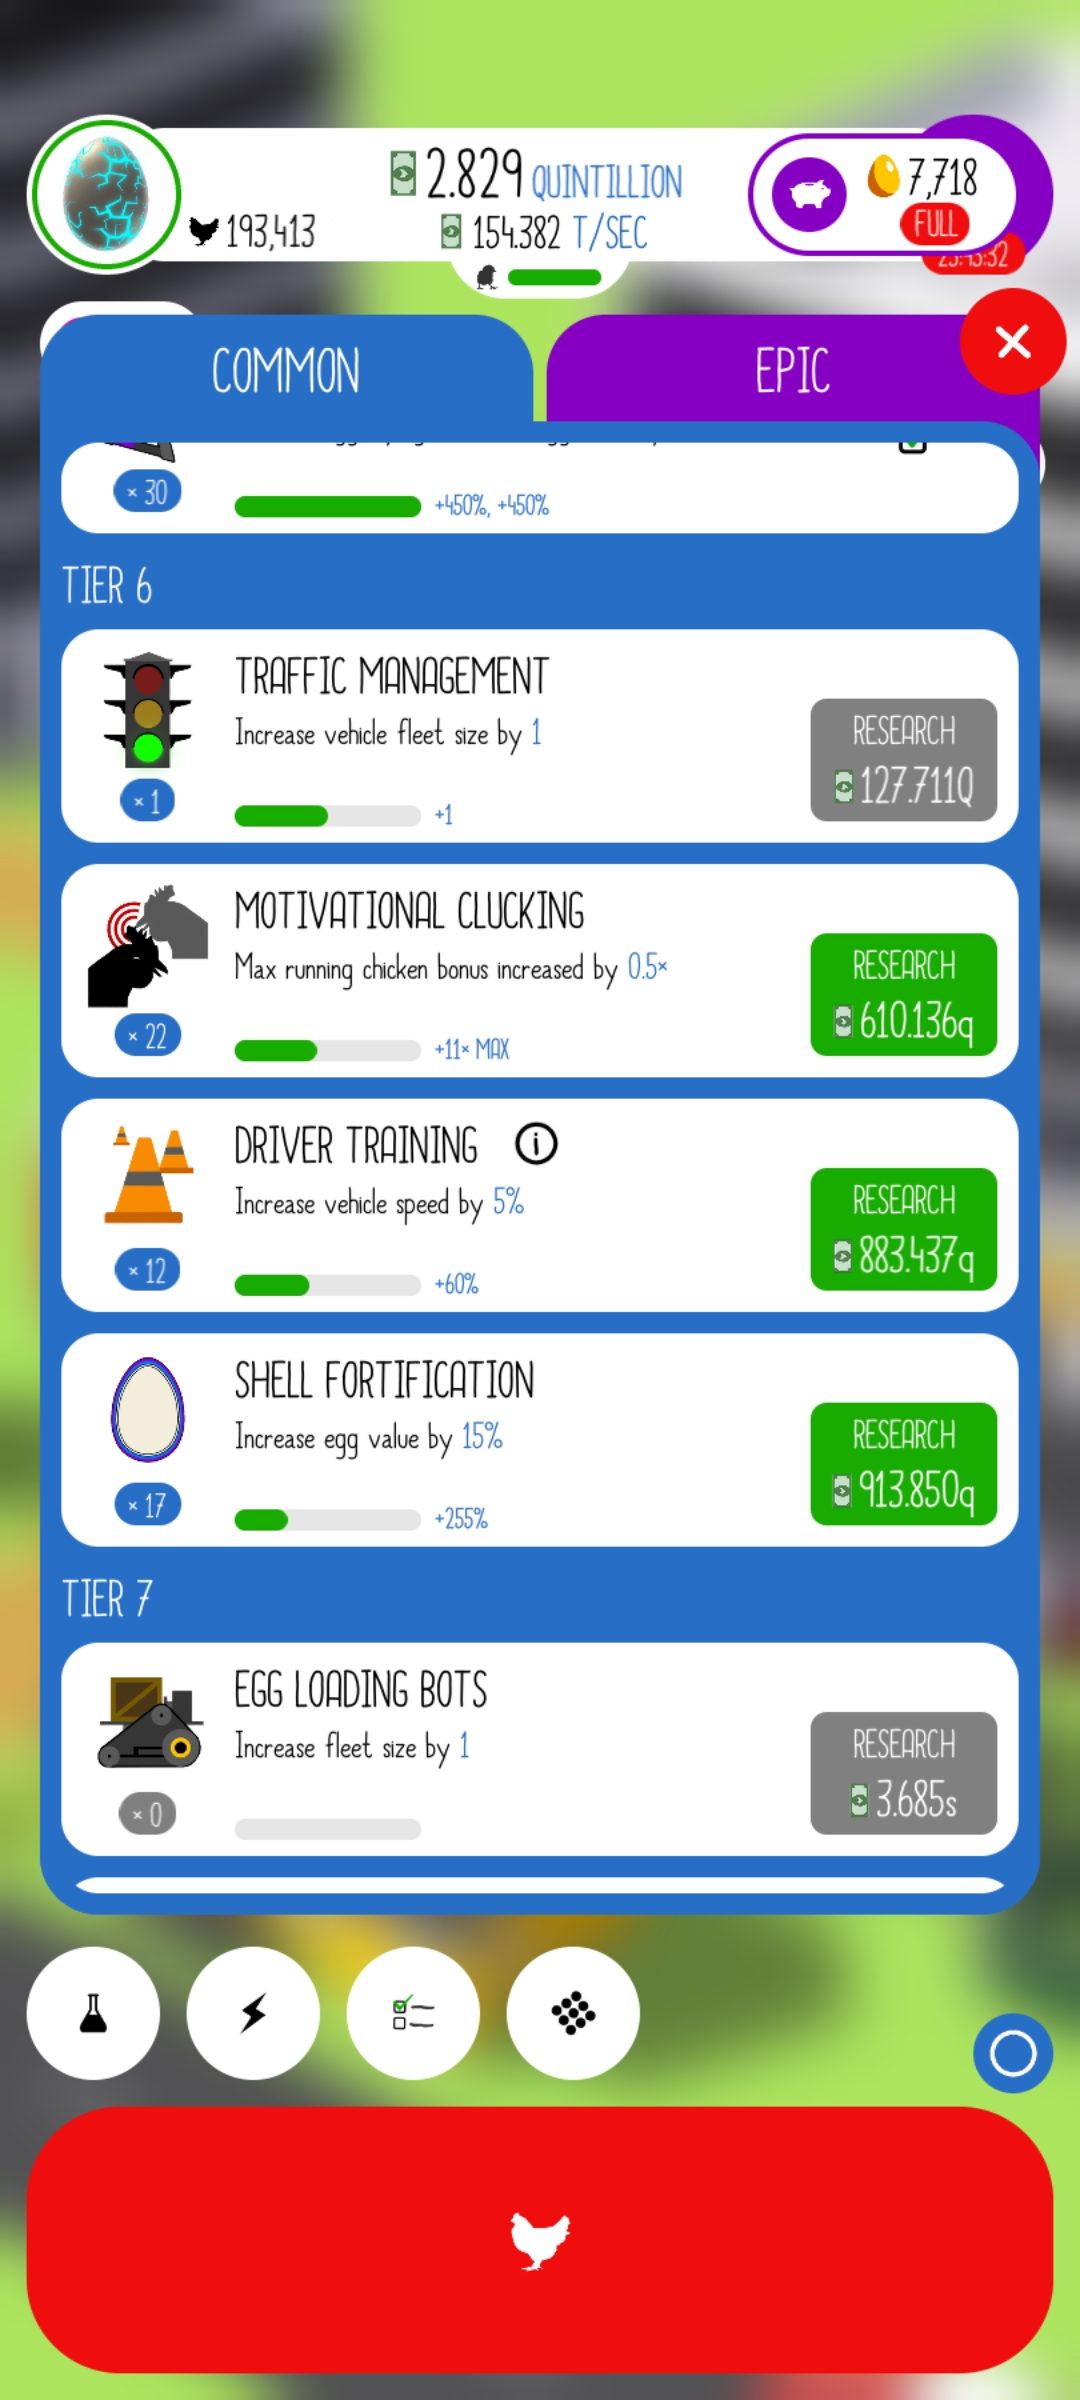 2.829 QUINTILLION
7,718
193,413
154.382 T/SEC
FULL
COMMON
EPIC
× 30
+450%, +450%
TIER 6
TRAFFIC MANAGEMENT
Increase vehicle fleet size by 1
RESEARCH
127.711Q
× 1
+1
MOTIVATIONAL CLUCKING
Max running chicken bonus increased by 0.5×
RESEARCH
610.136q
× 22
+11× MAX
DRIVER TRAINING
Increase vehicle speed by 5%
RESEARCH
883.437q
× 12
+60%
SHELL FORTIFICATION
Increase egg value by 15%
RESEARCH
913.850q
× 17
+255%
TIER 7
EGG LOADING BOTS
Increase fleet size by 1
RESEARCH
3.685s
× 0